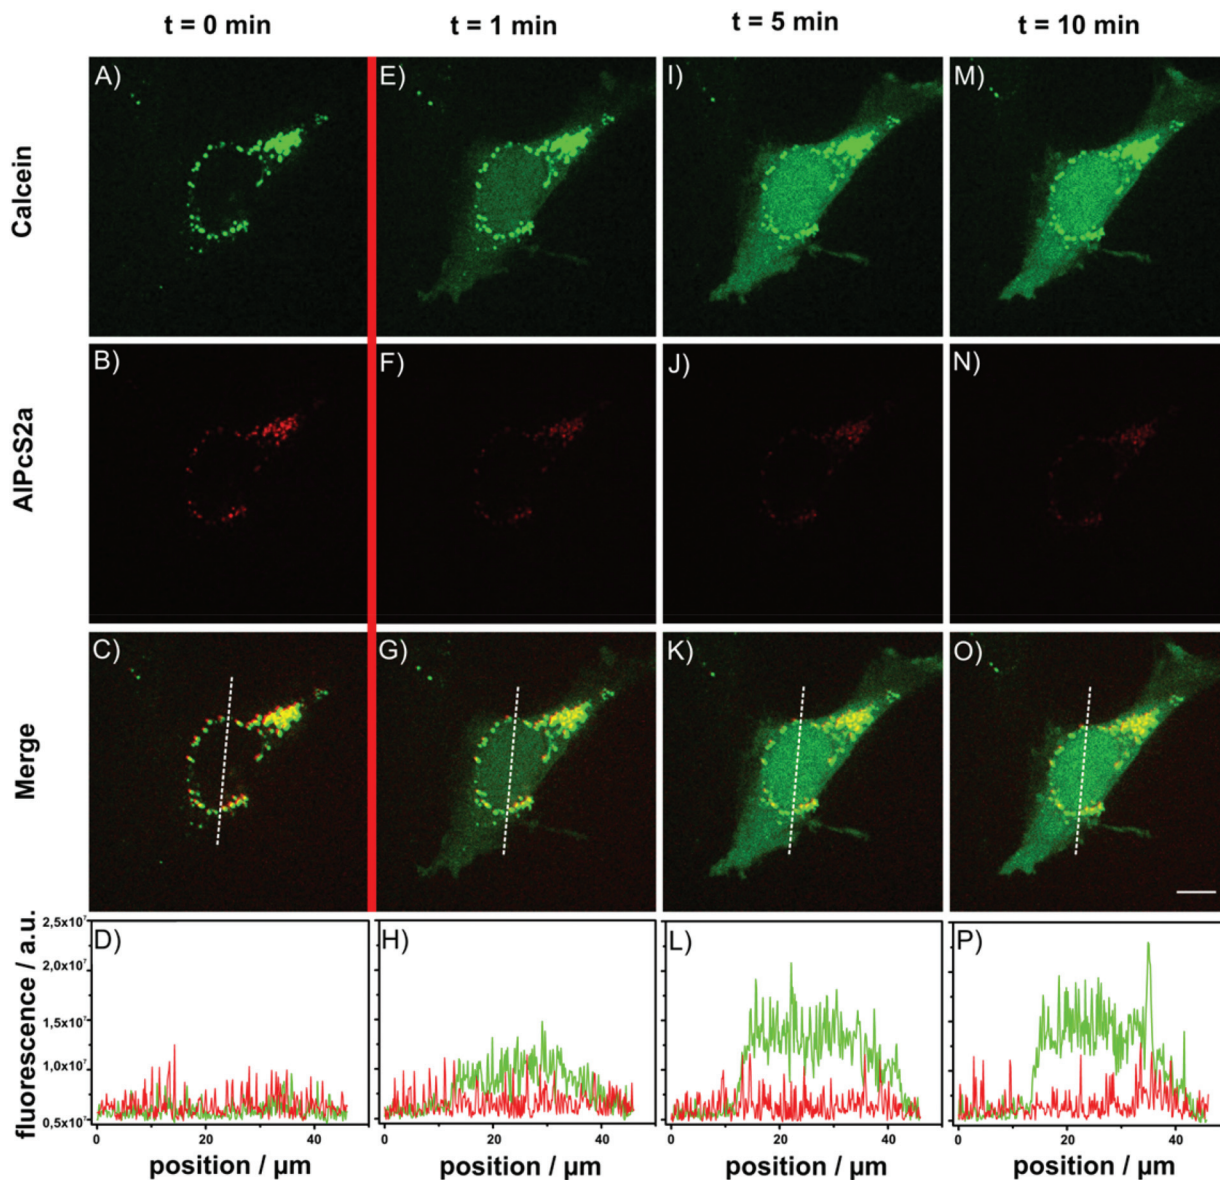 t = 0 min
t = 1 min
t = 5 min
t = 10 min
Calcein
A)
E)
I)
M)
AlPcS2a
B)
F)
J)
N)
Merge
C)
G)
K)
O)
fluorescence / a.u.
2,5x10⁷
2,0x10⁷
1,5x10⁷
1,0x10⁷
0,5x10⁷
D)
H)
L)
P)
0 20 40
0 20 40
0 20 40
0 20 40
position / µm
position / µm
position / µm
position / µm